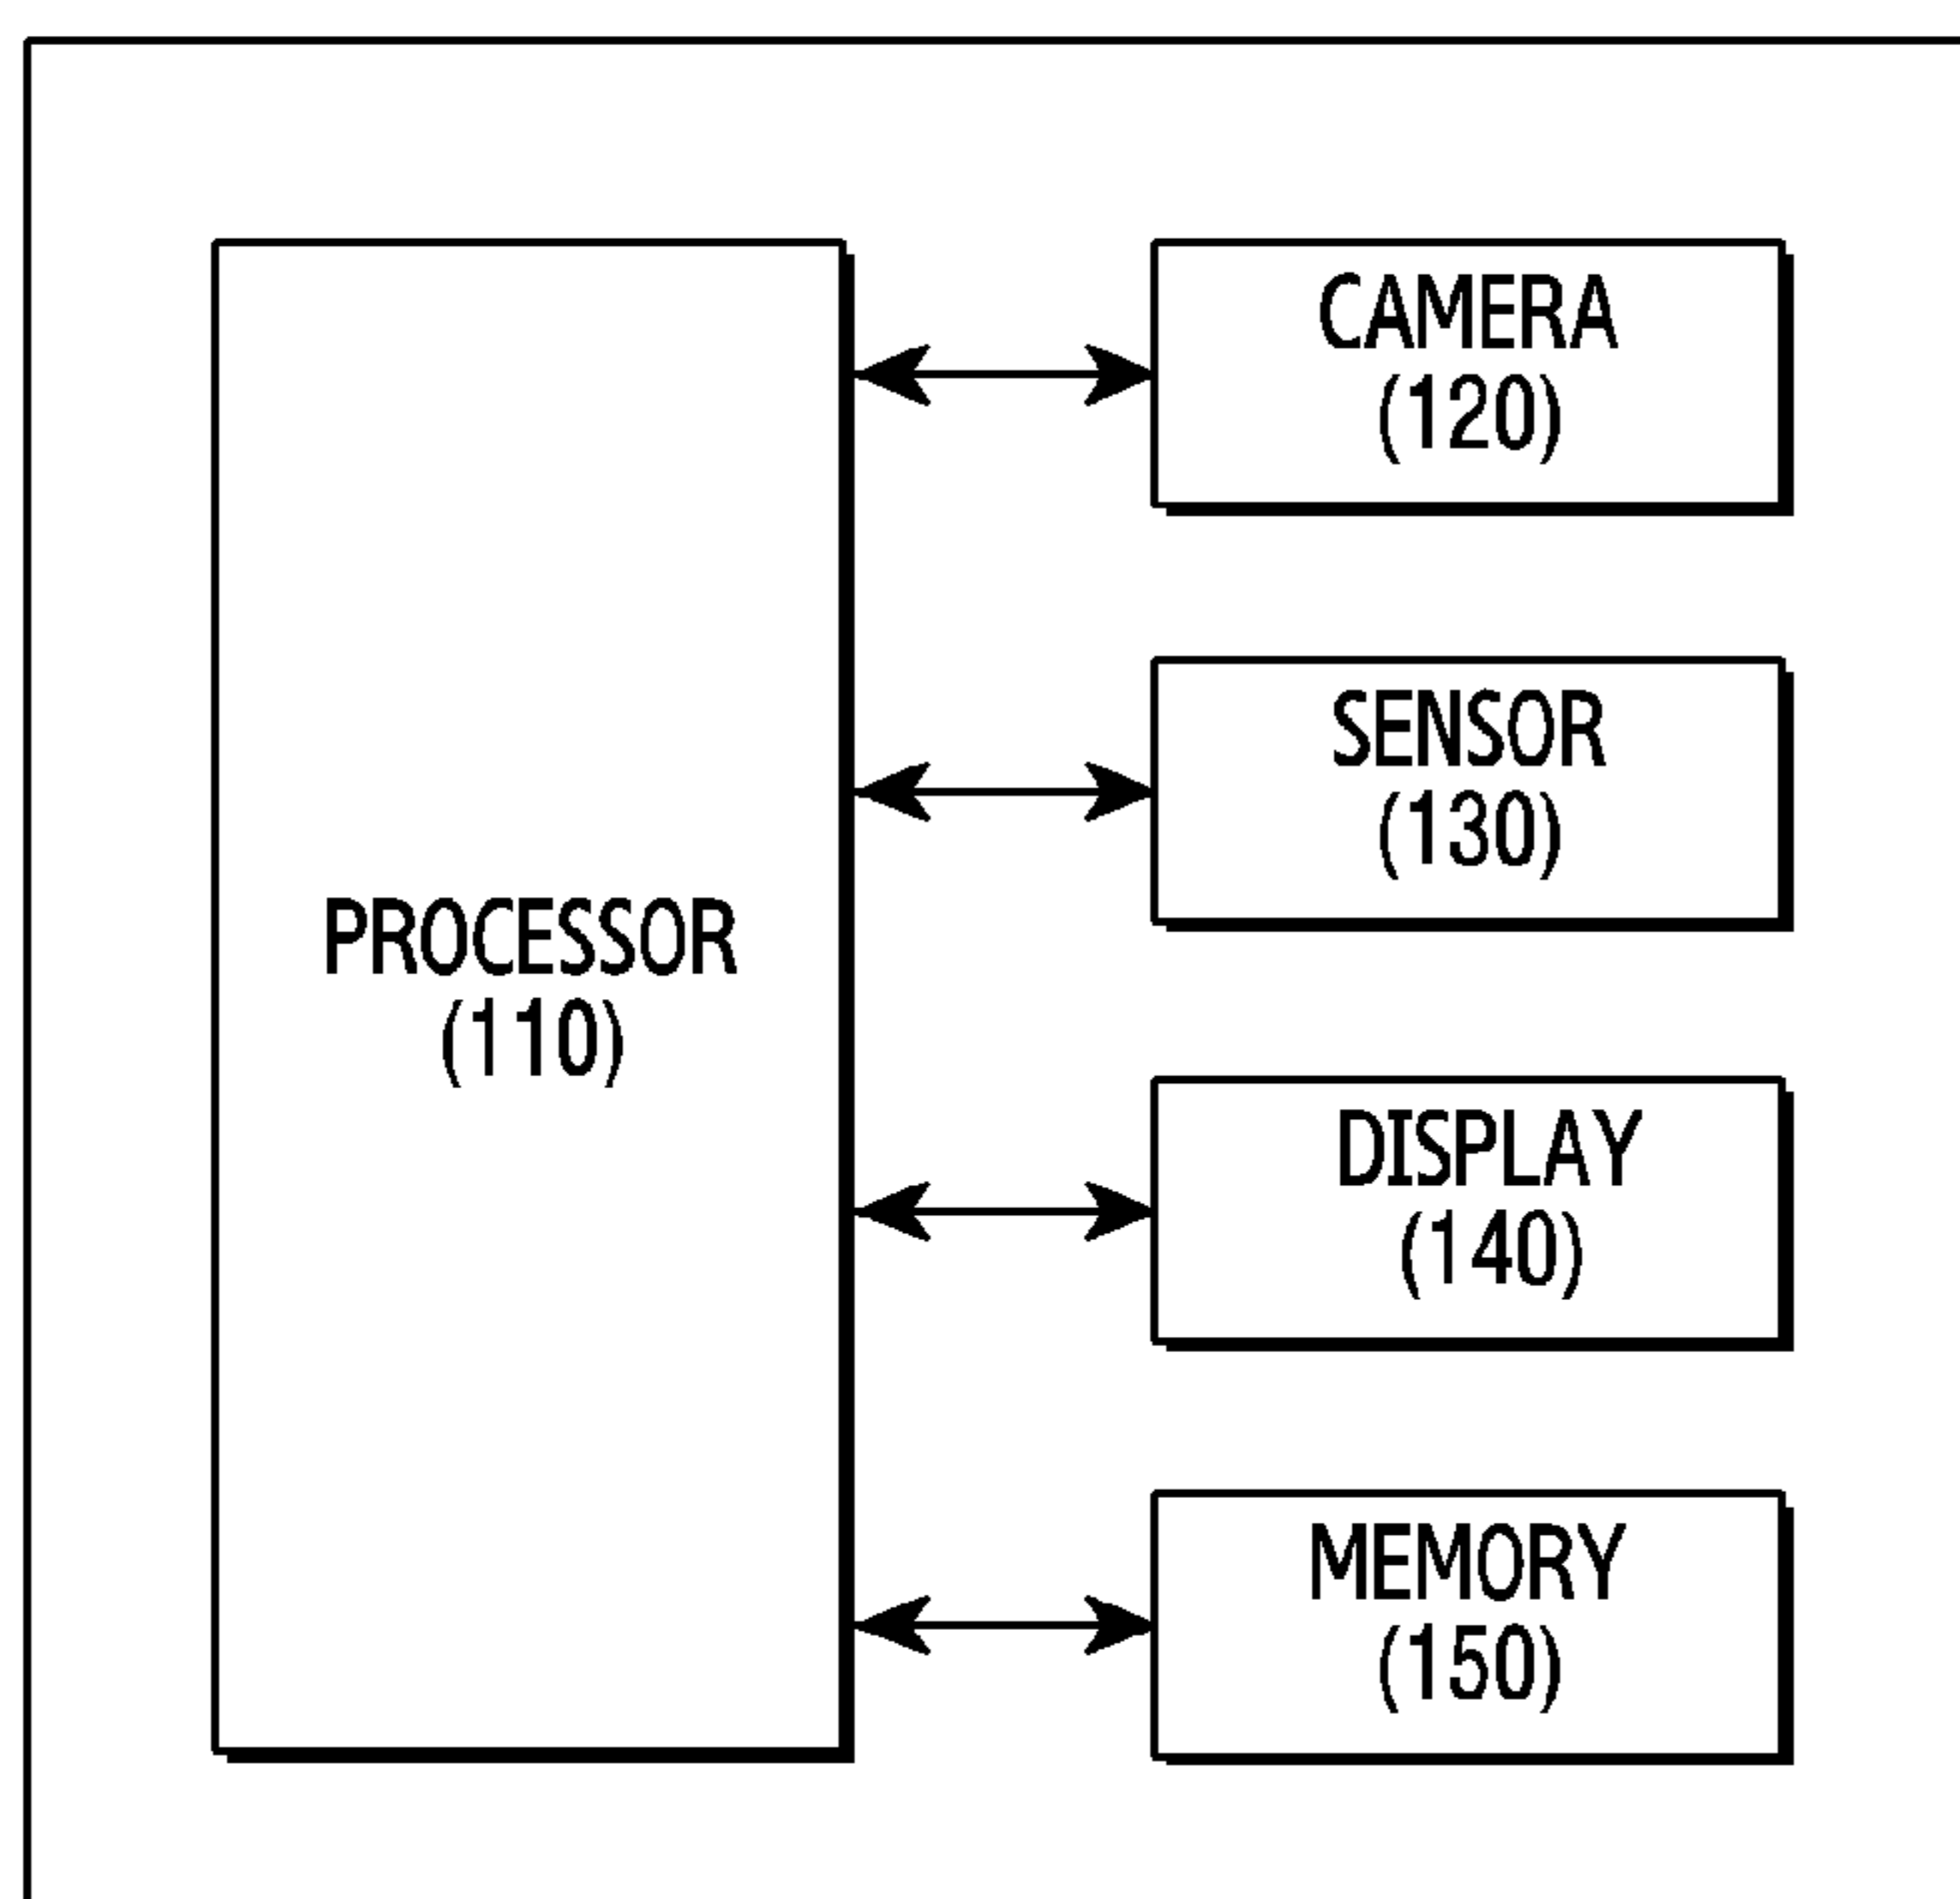 PROCESSOR
(110)
CAMERA
(120)
SENSOR
(130)
DISPLAY
(140)
MEMORY
(150)